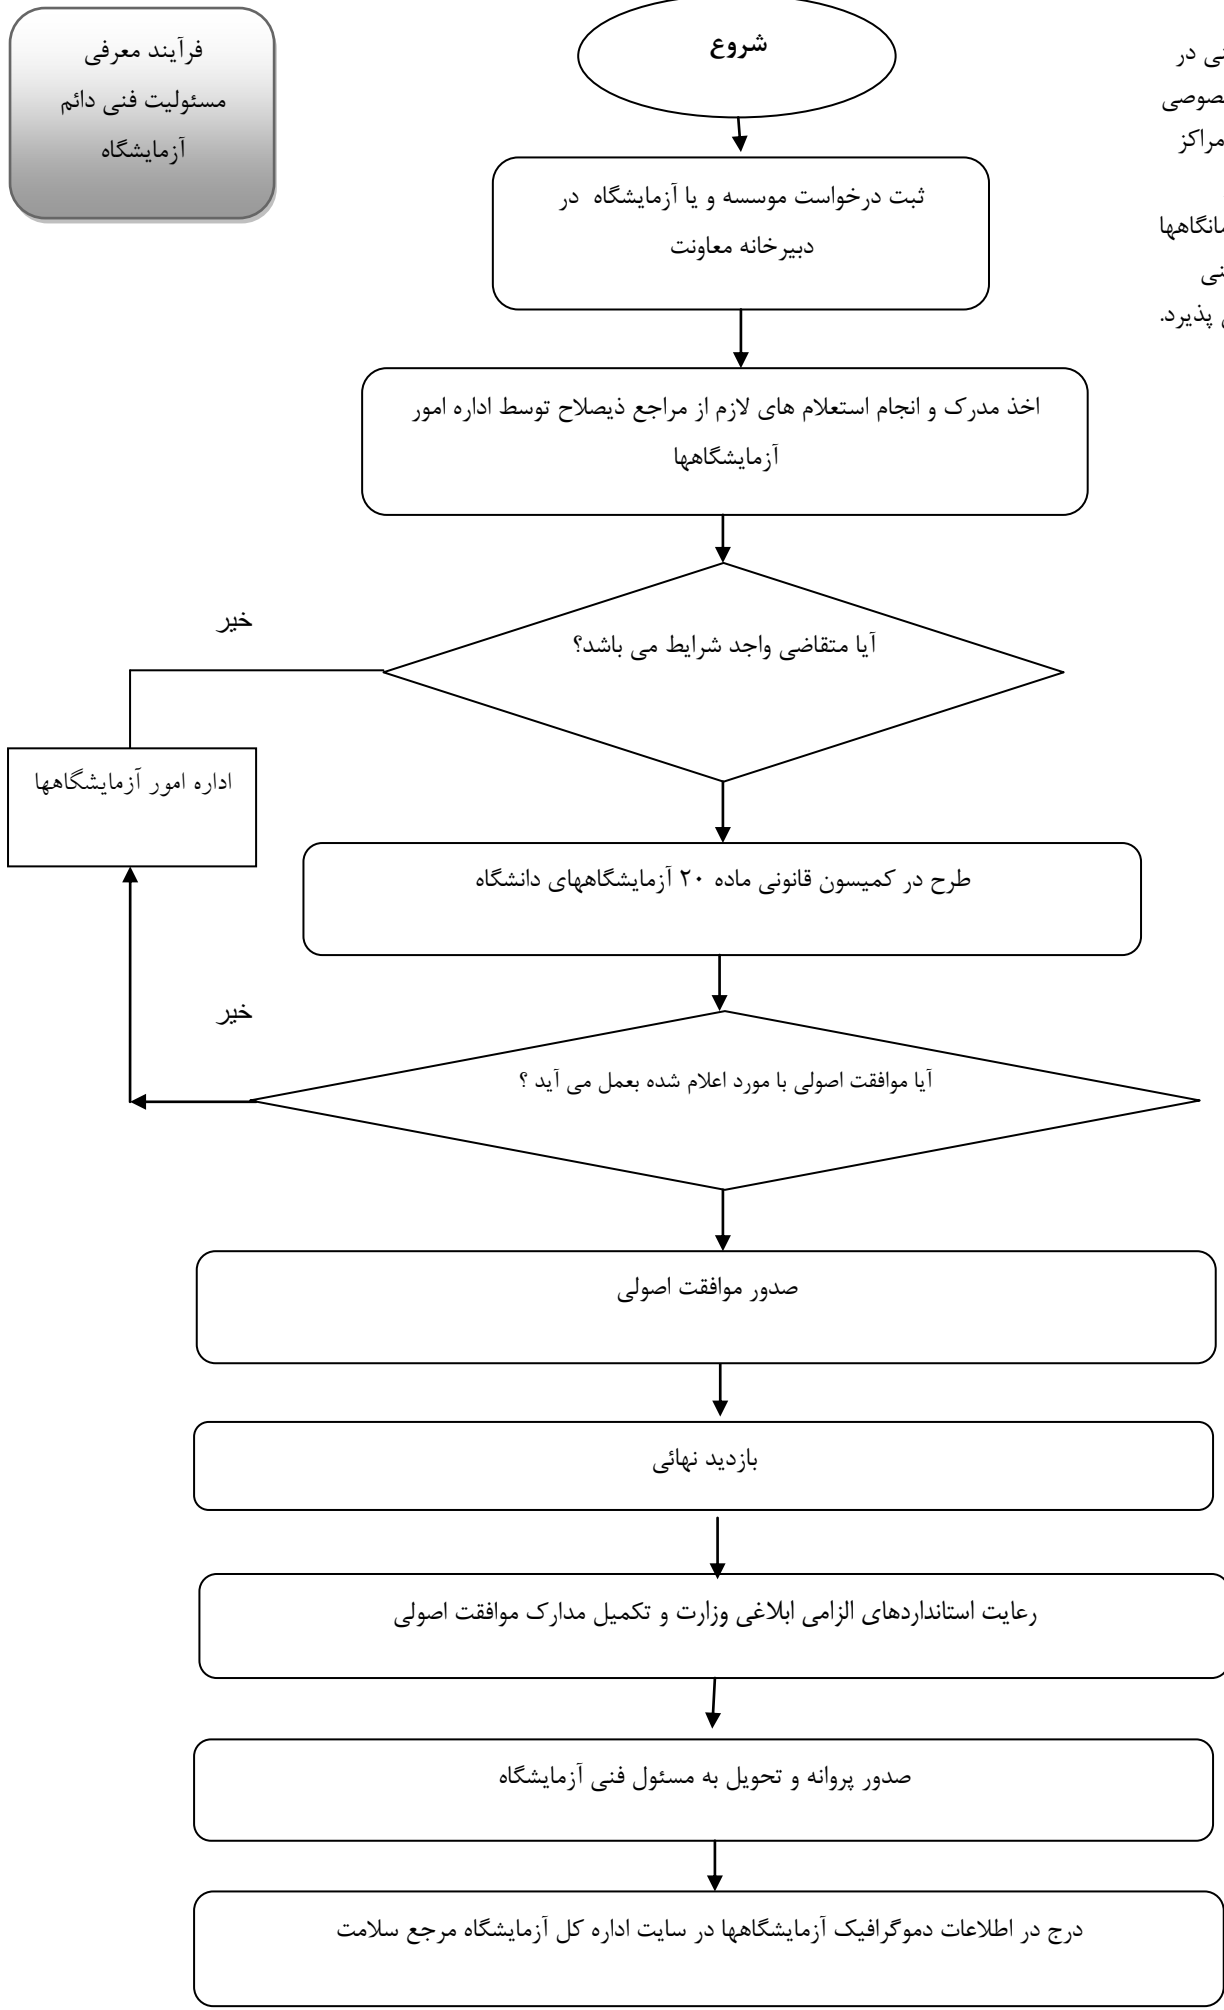 فرآیند معرفی
مسئولیت فنی دائم
آزمایشگاه
شروع
در
مراکز
پذیرد.
ثبت درخواست موسسه و یا آزمایشگاه در
دبیرخانه معاونت
اخذ مدرک و انجام استعلام های لازم از مراجع ذیصلاح توسط اداره امور
آزمایشگاهها
آیا متقاضی واجد شرایط می باشد؟
خیر
اداره امور آزمایشگاهها
طرح در کمیسون قانونی ماده ۲۰ آزمایشگاههای دانشگاه
خیر
آیا موافقت اصولی با مورد اعلام شده بعمل می آید ؟
صدور موافقت اصولی
بازدید نهائی
رعایت استانداردهای الزامی ابلاغی وزارت و تکمیل مدارک موافقت اصولی
صدور پروانه و تحویل به مسئول فنی آزمایشگاه
درج در اطلاعات دموگرافیک آزمایشگاهها در سایت اداره کل آزمایشگاه مرجع سلامت